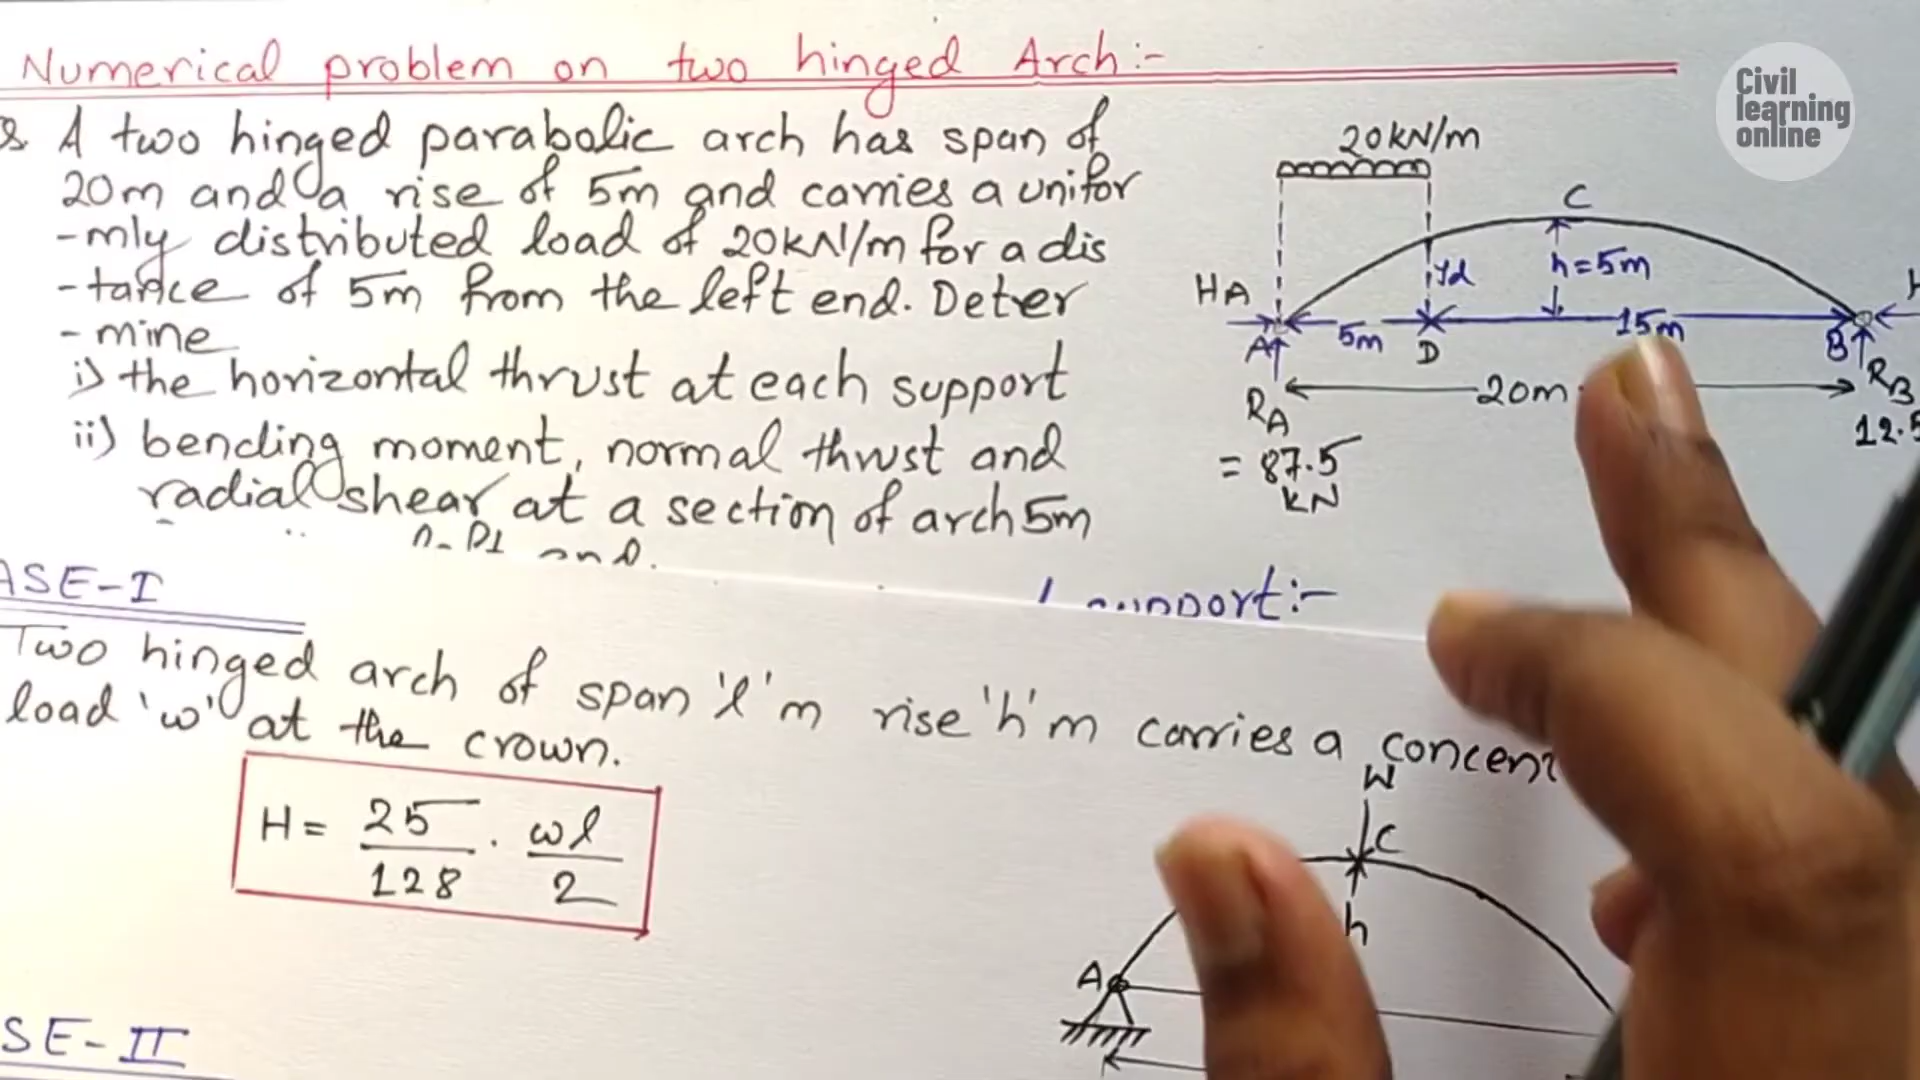 Numerical problem on two hinged Arch:-
Civil
learning
online
A two hinged parabolic arch has span of
20m and a rise of 5m and carries a unifor
-mly distributed load of 20kN/m for a dis
-tance of 5m from the left end. Deter
-mine
i) the horizontal thrust at each support
ii) bending moment, normal thrust and
radial shear at a section of arch 5m
20kN/m
C
yd
h=5m
HA
A
5m
D
15m
B
RA
20m
RB
= 87.5
kN
12.5
ASE-I
support:-
Two hinged arch of span 'l'm rise 'h'm carries a
load 'w' at the crown.
H = 25/128 . wl/2
W
C
h
A
SE-II